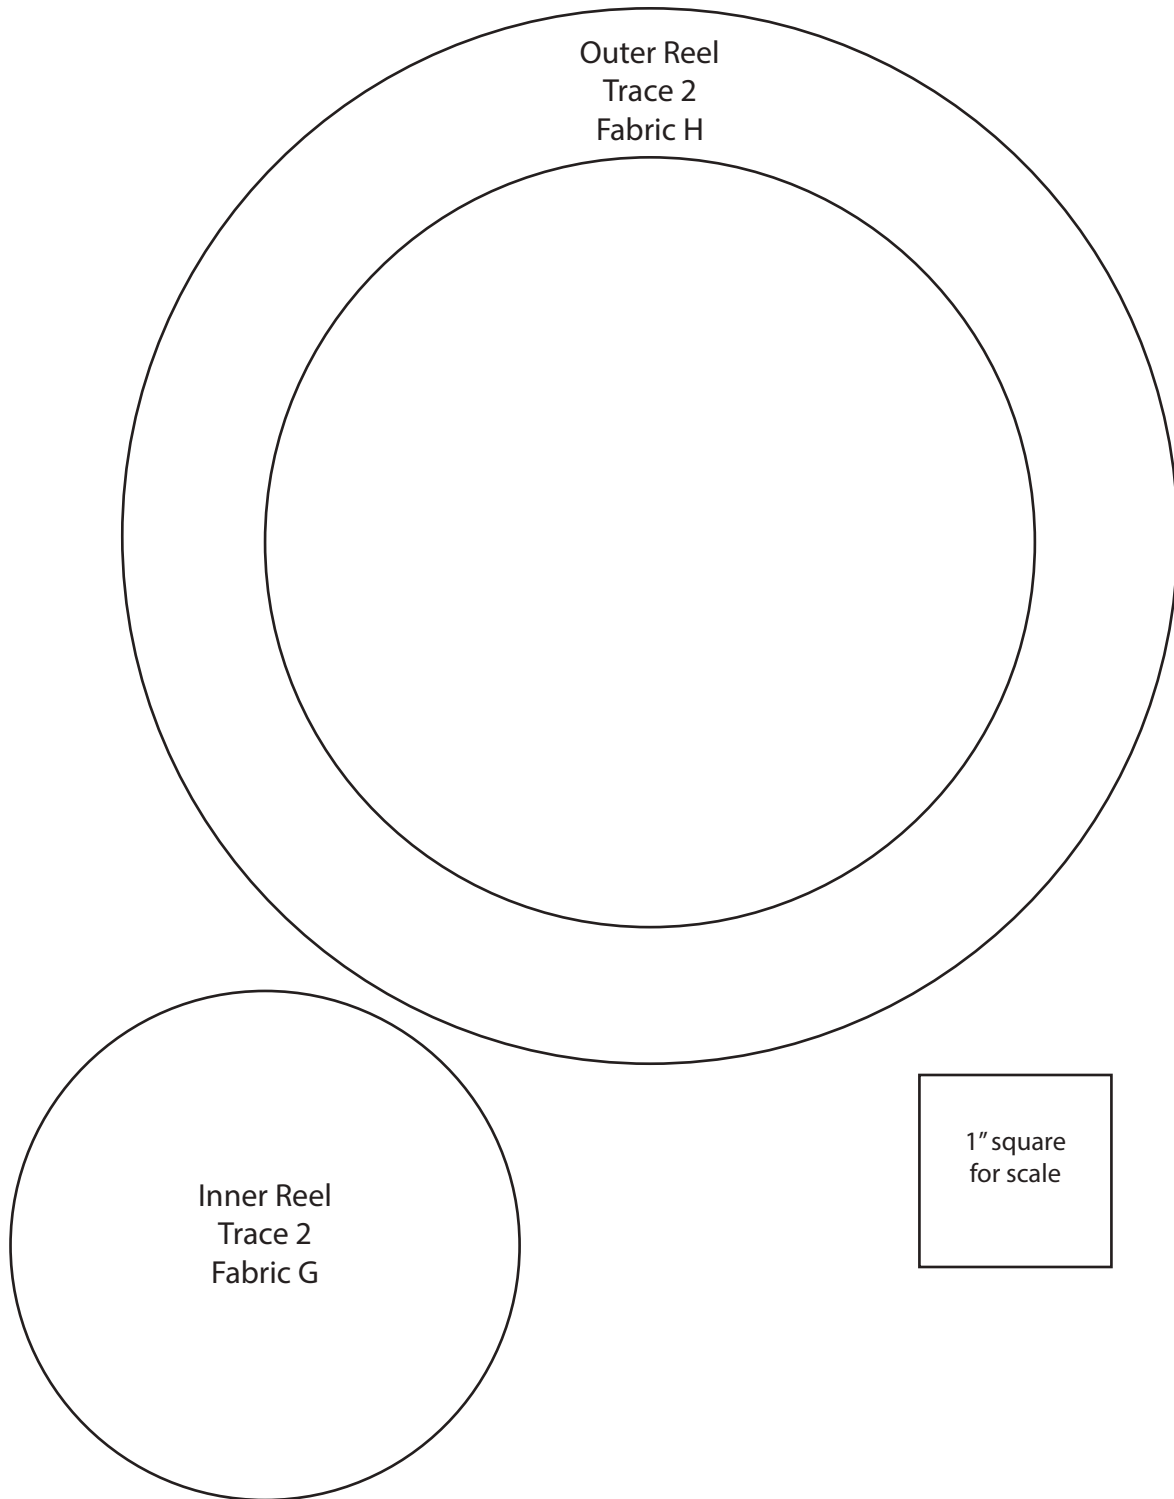 Outer Reel
Trace 2
Fabric H
1” square
for scale
Inner Reel
Trace 2
Fabric G